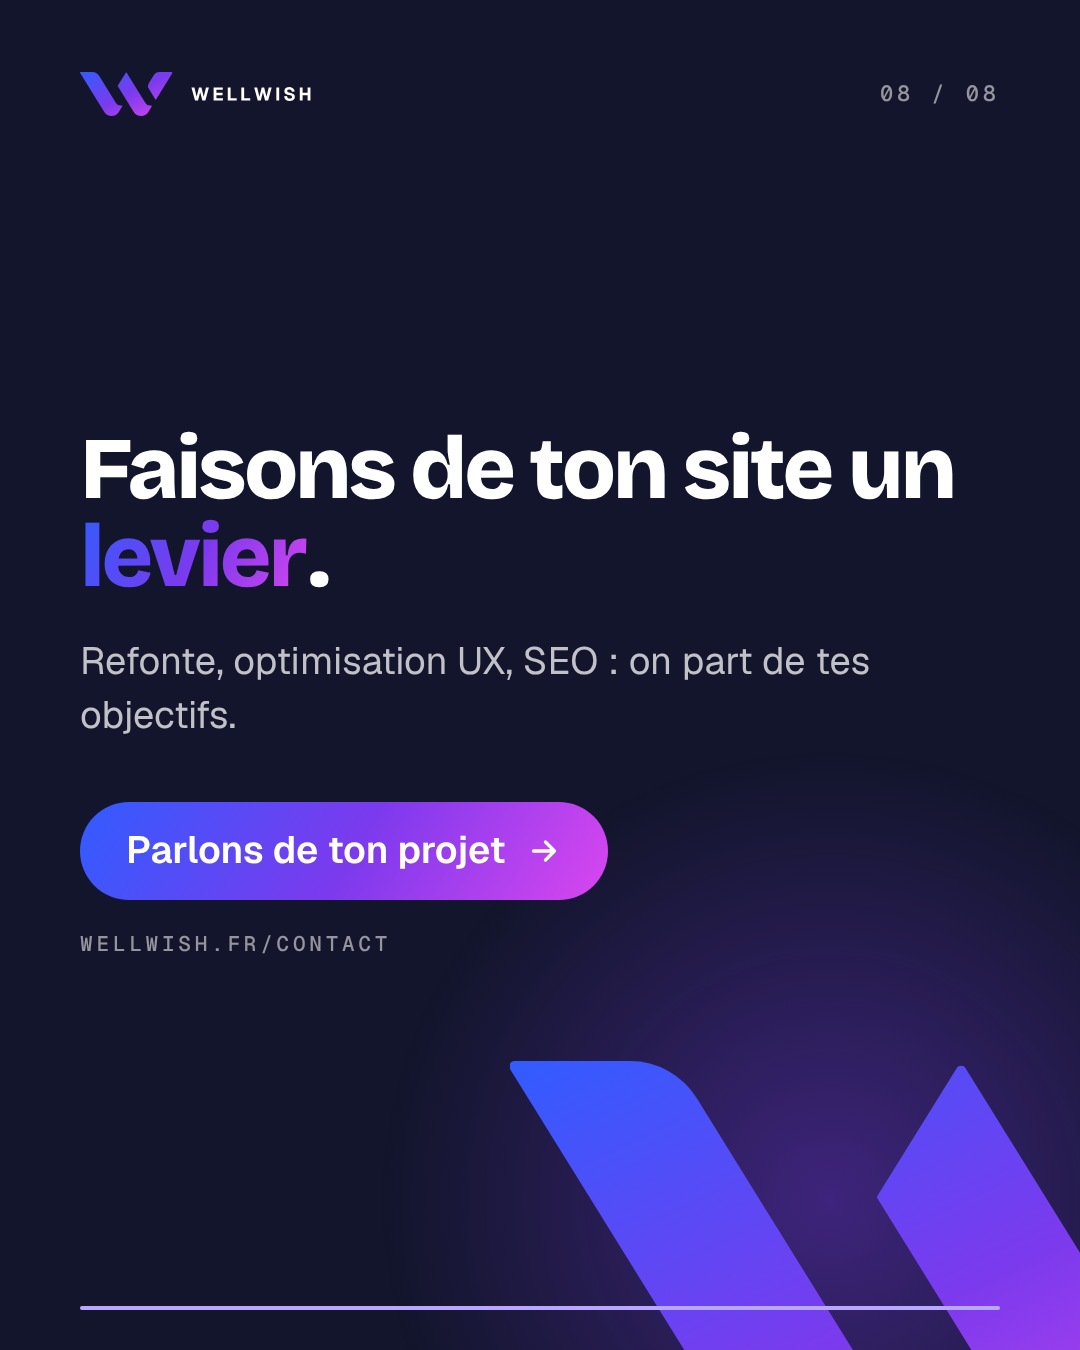 WELLWISH
08 / 08
Faisons de ton site un
levier.
Refonte, optimisation UX, SEO : on part de tes
objectifs.
Parlons de ton projet →
WELLWISH.FR/CONTACT